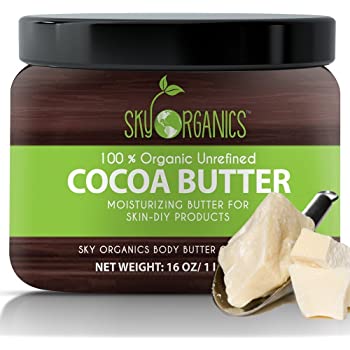 SKY ORGANICS™
100 % Organic Unrefined
COCOA BUTTER
MOISTURIZING BUTTER FOR
SKIN-DIY PRODUCTS
SKY ORGANICS BODY BUTTER
NET WEIGHT: 16 OZ/ 1